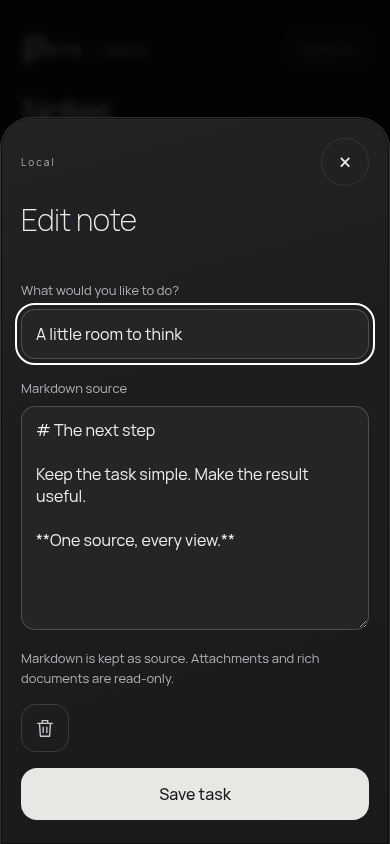 Notes
Local
Edit note
What would you like to do?
A little room to think
Markdown source
# The next step
Keep the task simple. Make the result
useful.
**One source, every view.**
Markdown is kept as source. Attachments and rich
documents are read-only.
Save task